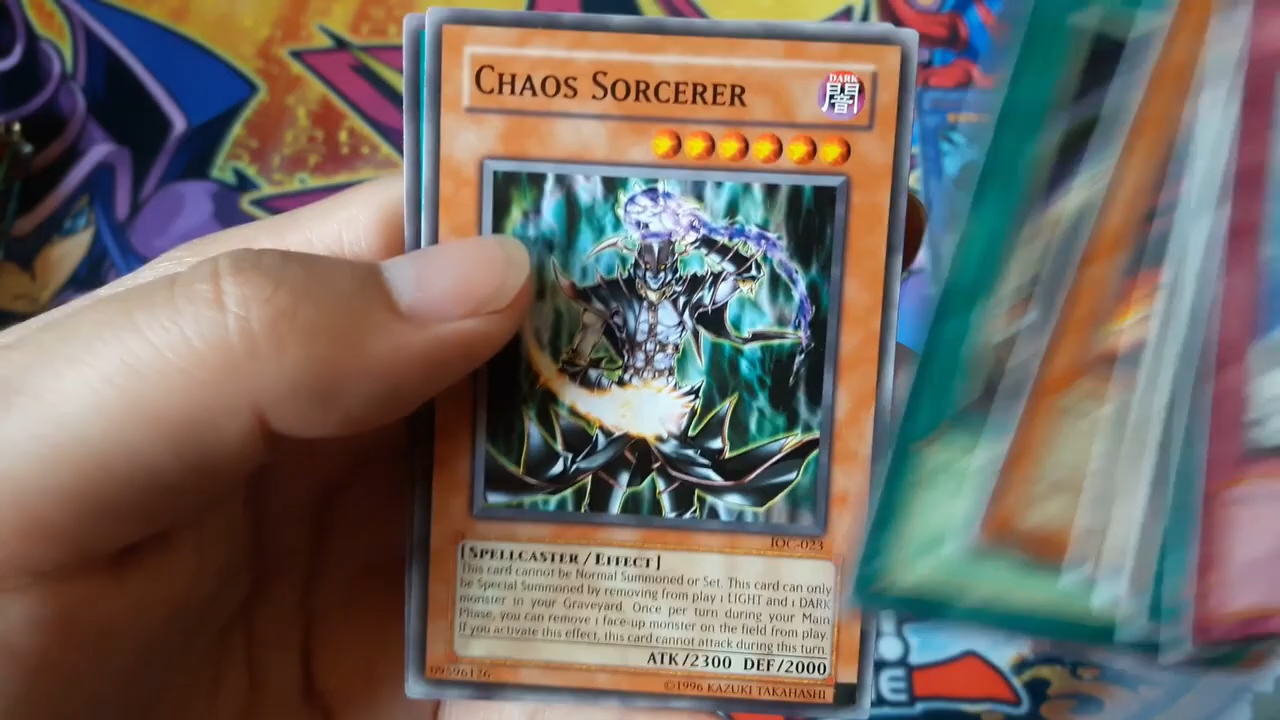 CHAOS SORCERER
DARK
闇
IOC-023
[SPELLCASTER / EFFECT]
This card cannot be Normal Summoned or Set. This card can only
be Special Summoned by removing from play 1 LIGHT and 1 DARK
monster in your Graveyard. Once per turn during your Main
Phase, you can remove 1 face-up monster on the field from play.
If you activate this effect, this card cannot attack during this turn.
ATK/2300 DEF/2000
09596126
©1996 KAZUKI TAKAHASHI